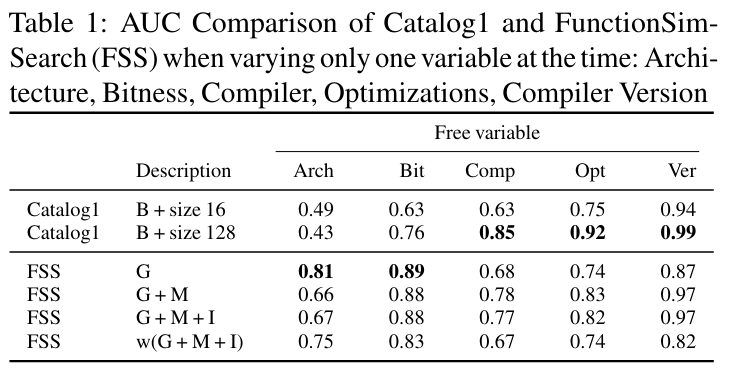 Table 1: AUC Comparison of Catalog1 and FunctionSim-
Search (FSS) when varying only one variable at the time: Archi-
tecture, Bitness, Compiler, Optimizations, Compiler Version
Free variable
Description Arch Bit Comp Opt Ver
Catalog1 B + size 16 0.49 0.63 0.63 0.75 0.94
Catalog1 B + size 128 0.43 0.76 0.85 0.92 0.99
FSS G 0.81 0.89 0.68 0.74 0.87
FSS G + M 0.66 0.88 0.78 0.83 0.97
FSS G + M + I 0.67 0.88 0.77 0.82 0.97
FSS w(G + M + I) 0.75 0.83 0.67 0.74 0.82